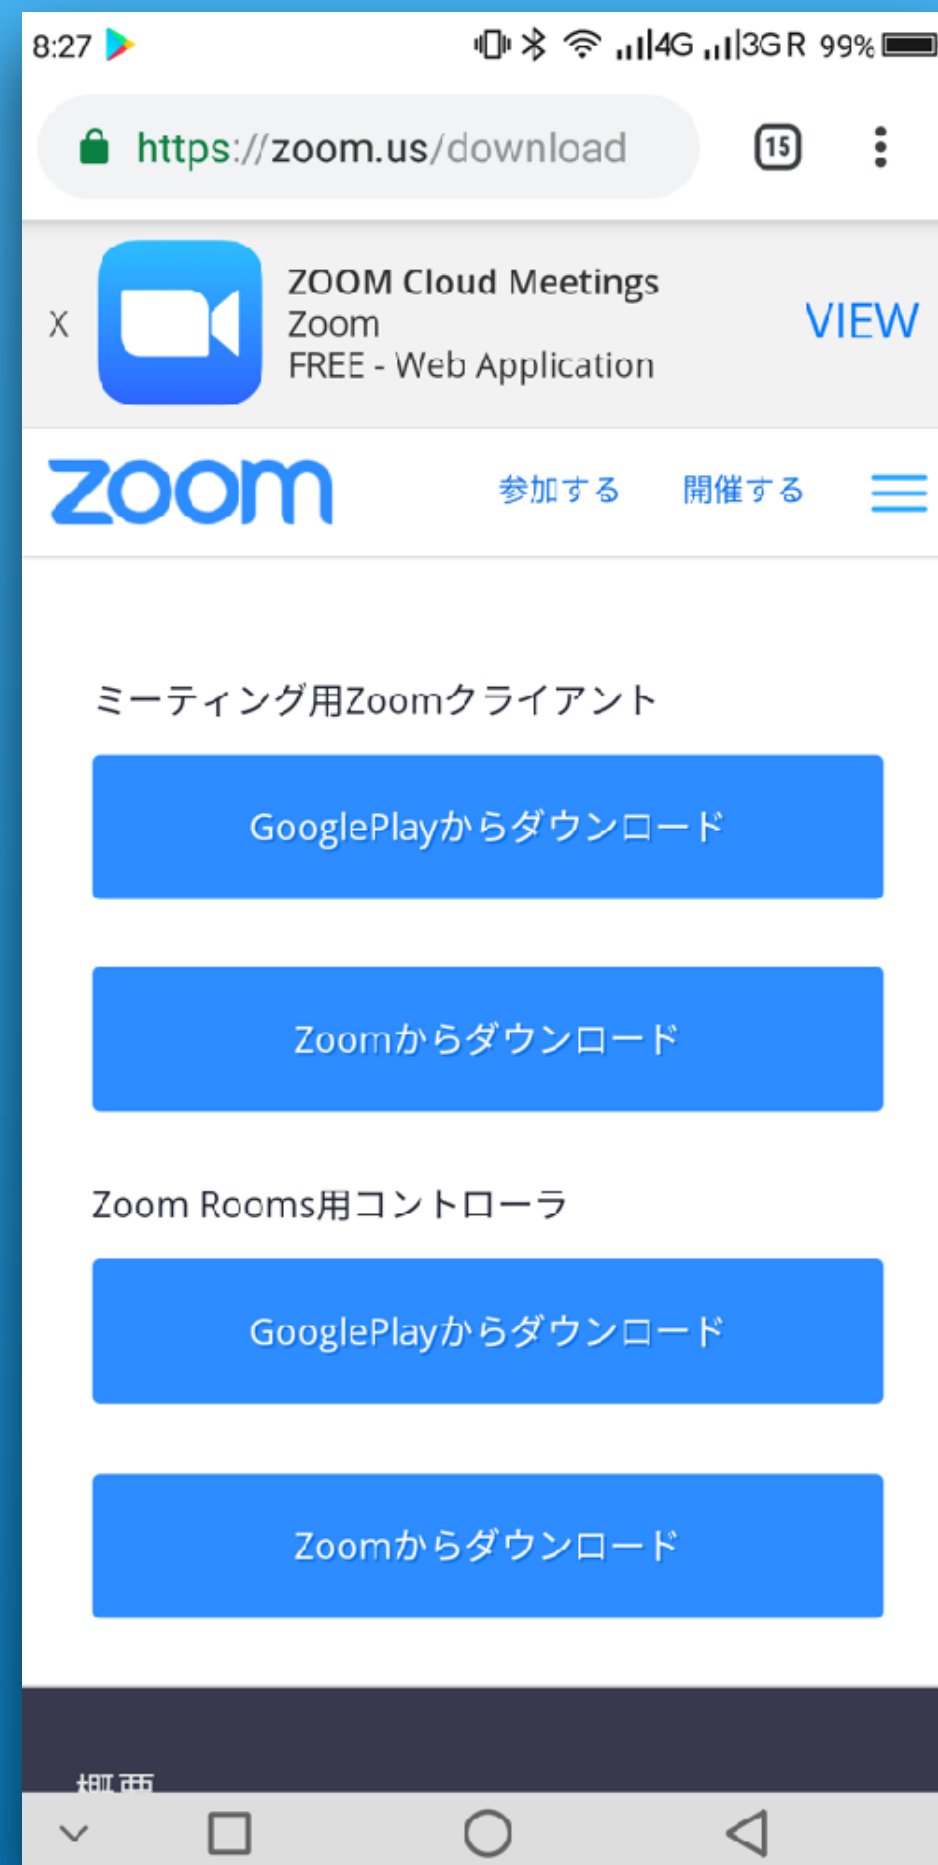 8:27 4G 3G R 99%
https://zoom.us/download 15
X
ZOOM Cloud Meetings
Zoom
FREE - Web Application
VIEW
zoom 参加する 開催する
ミーティング用Zoomクライアント
GooglePlayからダウンロード
Zoomからダウンロード
Zoom Rooms用コントローラ
GooglePlayからダウンロード
Zoomからダウンロード
概要